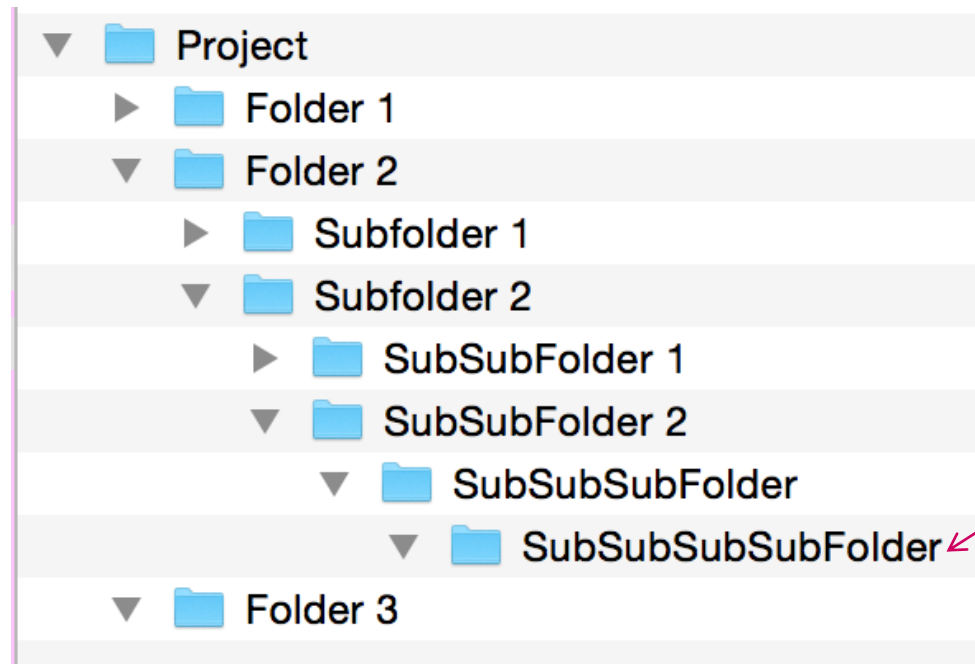 Project
Folder 1
Folder 2
Subfolder 1
Subfolder 2
SubSubFolder 1
SubSubFolder 2
SubSubSubFolder
SubSubSubSubFolder
Folder 3